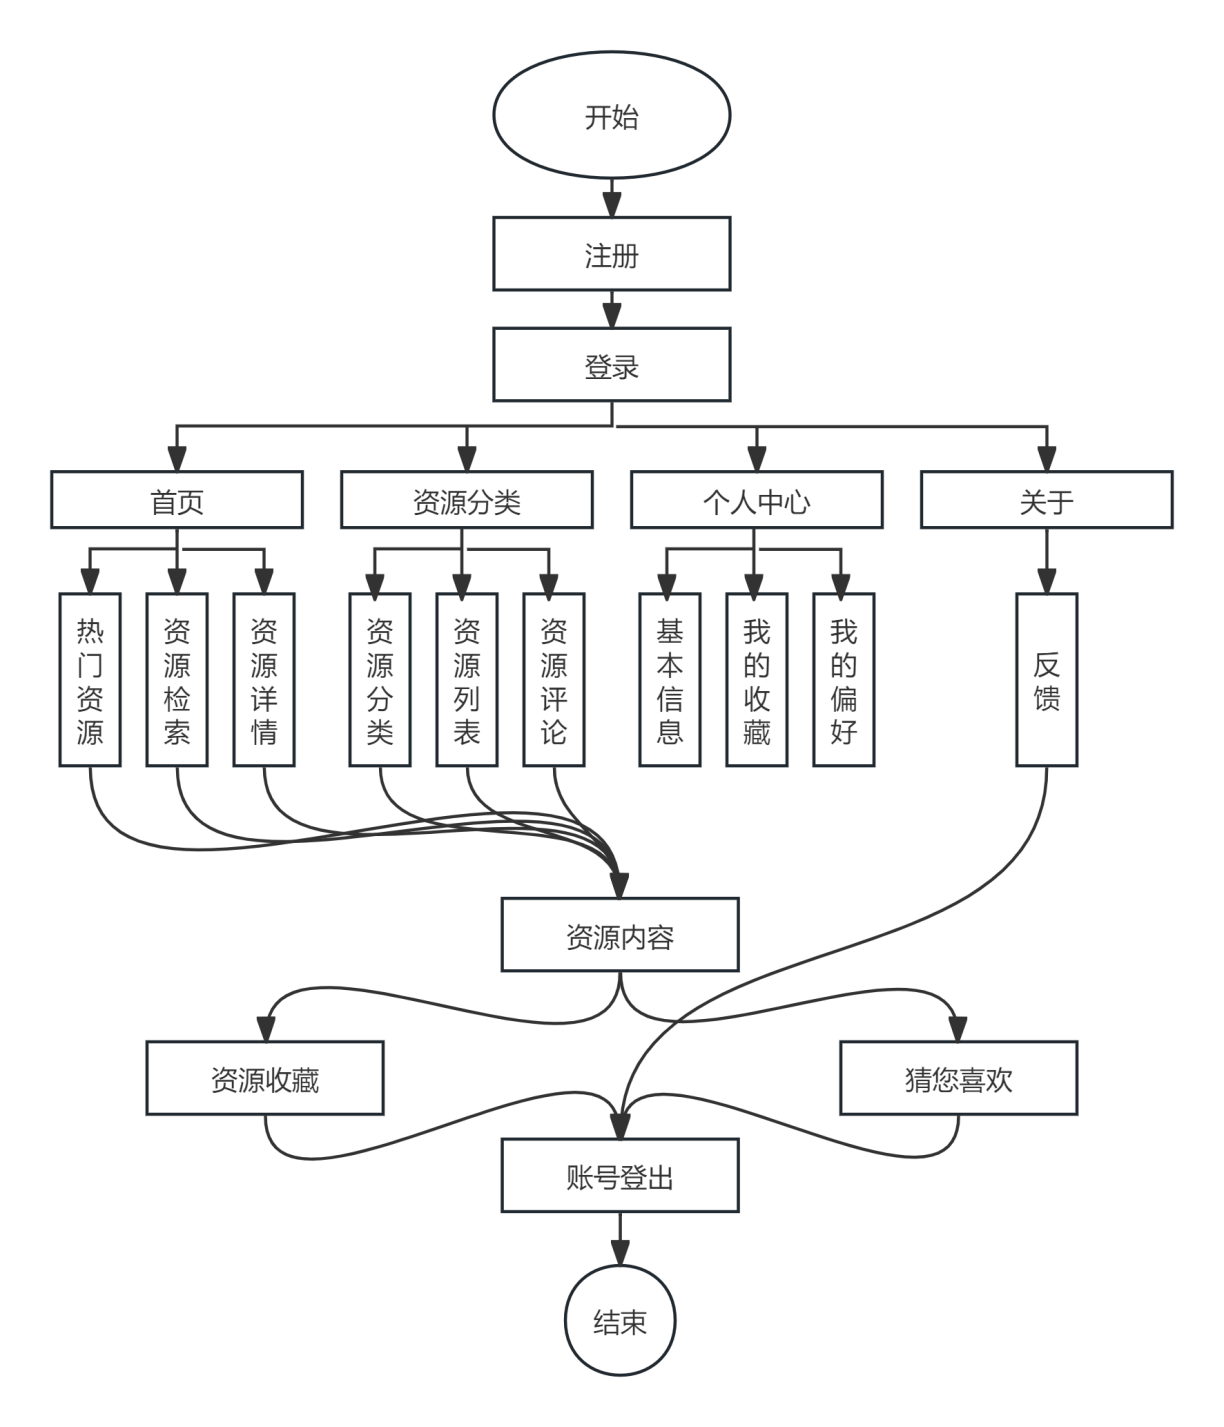 开始
注册
登录
首页
资源分类
个人中心
关于
热门资源
资源检索
资源详情
资源分类
资源列表
资源评论
基本信息
我的收藏
我的偏好
反馈
资源内容
资源收藏
猜您喜欢
账号登出
结束